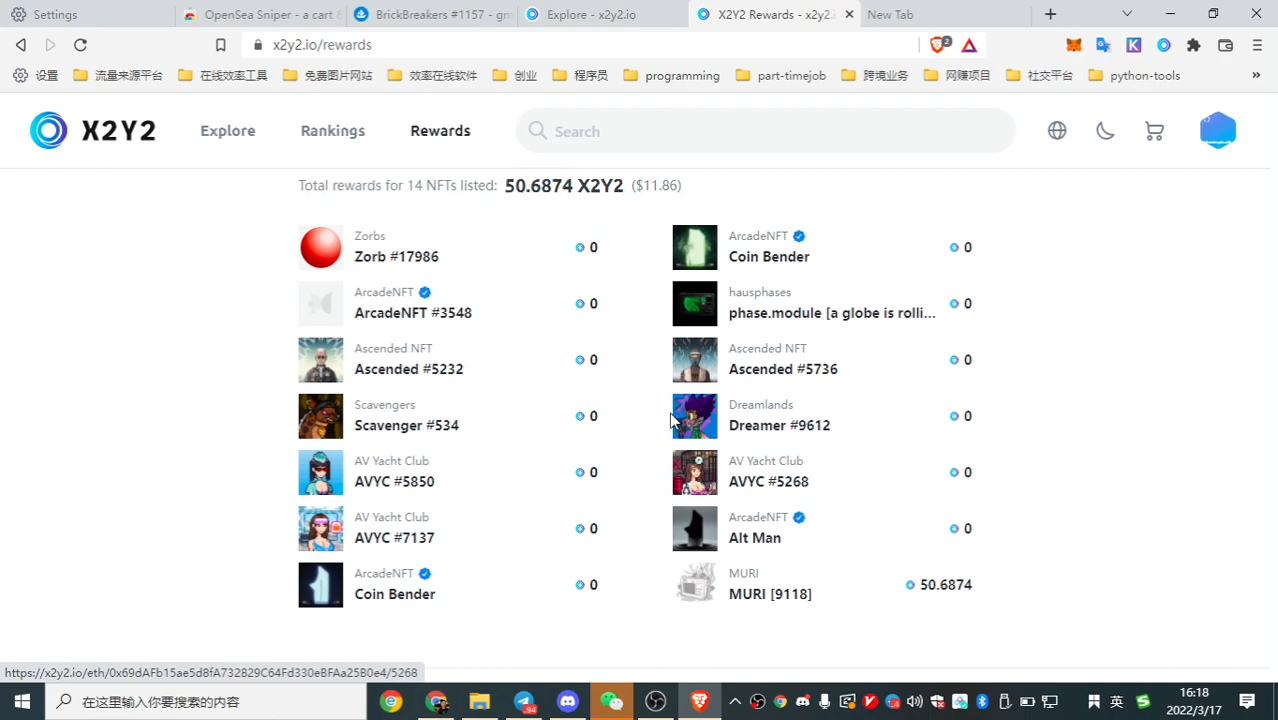 Settings
OpenSea Sniper - a cart &
BrickBreakers #1157 - gm
Explore - x2y2.io
X2Y2 Rewards - x2y2.
New Tab
x2y2.io/rewards
2
设置
流量来源平台
在线效率工具
免费图片网站
效率在线软件
创业
程序员
programming
part-timejob
跨境业务
网赚项目
社交平台
python-tools
»
X2Y2
Explore
Rankings
Rewards
Search
Total rewards for 14 NFTs listed: 50.6874 X2Y2 ($11.86)
Zorbs
Zorb #17986
0
ArcadeNFT
Coin Bender
0
ArcadeNFT
ArcadeNFT #3548
0
hausphases
phase.module [a globe is rolli...
0
Ascended NFT
Ascended #5232
0
Ascended NFT
Ascended #5736
0
Scavengers
Scavenger #534
0
Dreamlands
Dreamer #9612
0
AV Yacht Club
AVYC #5850
0
AV Yacht Club
AVYC #5268
0
AV Yacht Club
AVYC #7137
0
ArcadeNFT
Alt Man
0
ArcadeNFT
Coin Bender
0
MURI
MURI [9118]
50.6874
https://x2y2.io/eth/0x69dAFb15ae5d8fA732829C64Fd330eBFAa25B0e4/5268
在这里输入你要搜索的内容
94
英
16:18
2022/3/17